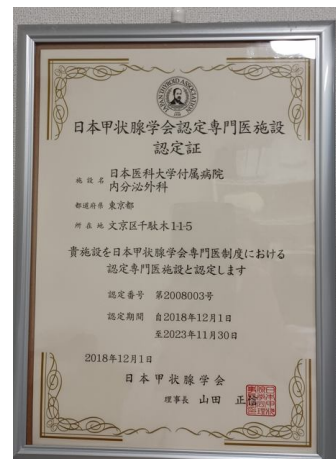 JAPAN THYROID ASSOCIATION
日本甲状腺学会認定専門医施設
認定証
施設名 日本医科大学付属病院
内分泌外科
都道府県 東京都
所在地 文京区千駄木1-1-5
貴施設を日本甲状腺学会専門医制度における
認定専門医施設と認定します
認定番号 第2008003号
認定期間 自2018年12月1日
至2023年11月30日
2018年12月1日
日本甲状腺学会
理事長 山田 正信